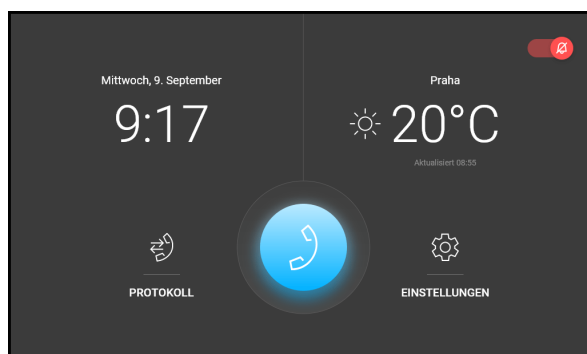 Mittwoch, 9. September
9:17
Praha
20°C
Aktualisiert 08:55
PROTOKOLL
EINSTELLUNGEN